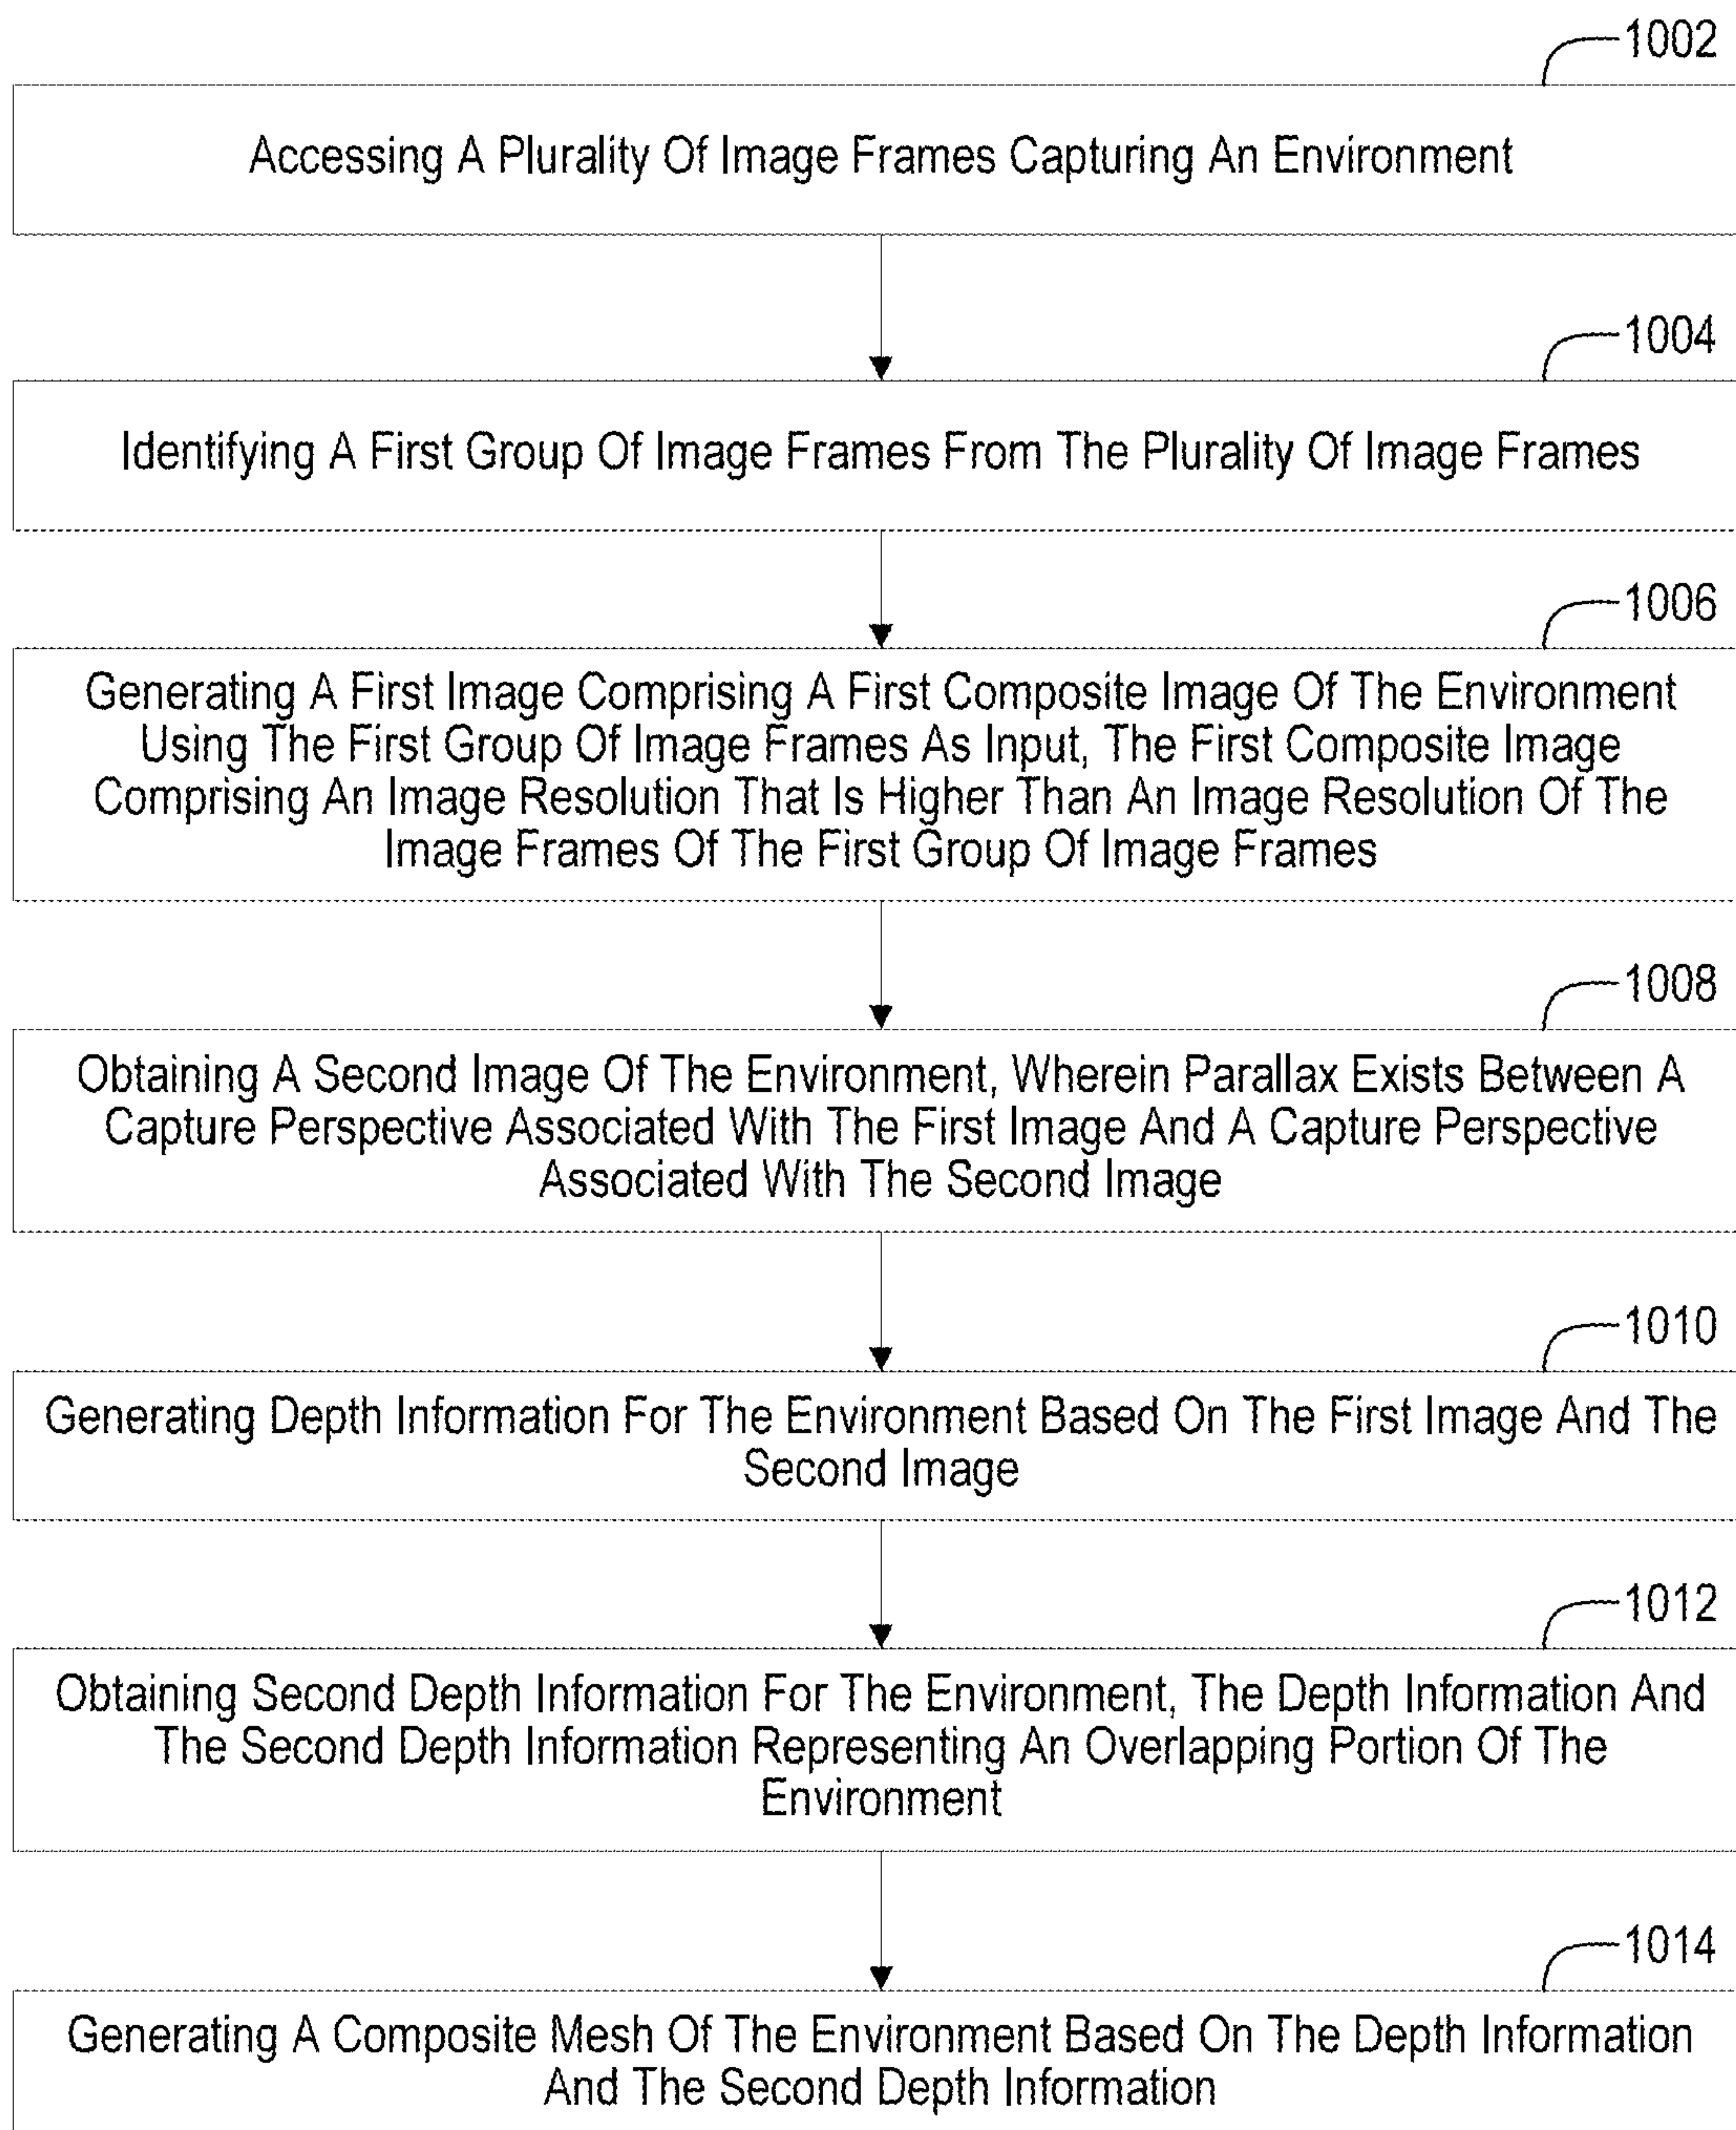 1002
Accessing A Plurality Of Image Frames Capturing An Environment
1004
Identifying A First Group Of Image Frames From The Plurality Of Image Frames
1006
Generating A First Image Comprising A First Composite Image Of The Environment
Using The First Group Of Image Frames As Input, The First Composite Image
Comprising An Image Resolution That Is Higher Than An Image Resolution Of The
Image Frames Of The First Group Of Image Frames
1008
Obtaining A Second Image Of The Environment, Wherein Parallax Exists Between A
Capture Perspective Associated With The First Image And A Capture Perspective
Associated With The Second Image
1010
Generating Depth Information For The Environment Based On The First Image And The
Second Image
1012
Obtaining Second Depth Information For The Environment, The Depth Information And
The Second Depth Information Representing An Overlapping Portion Of The
Environment
1014
Generating A Composite Mesh Of The Environment Based On The Depth Information
And The Second Depth Information